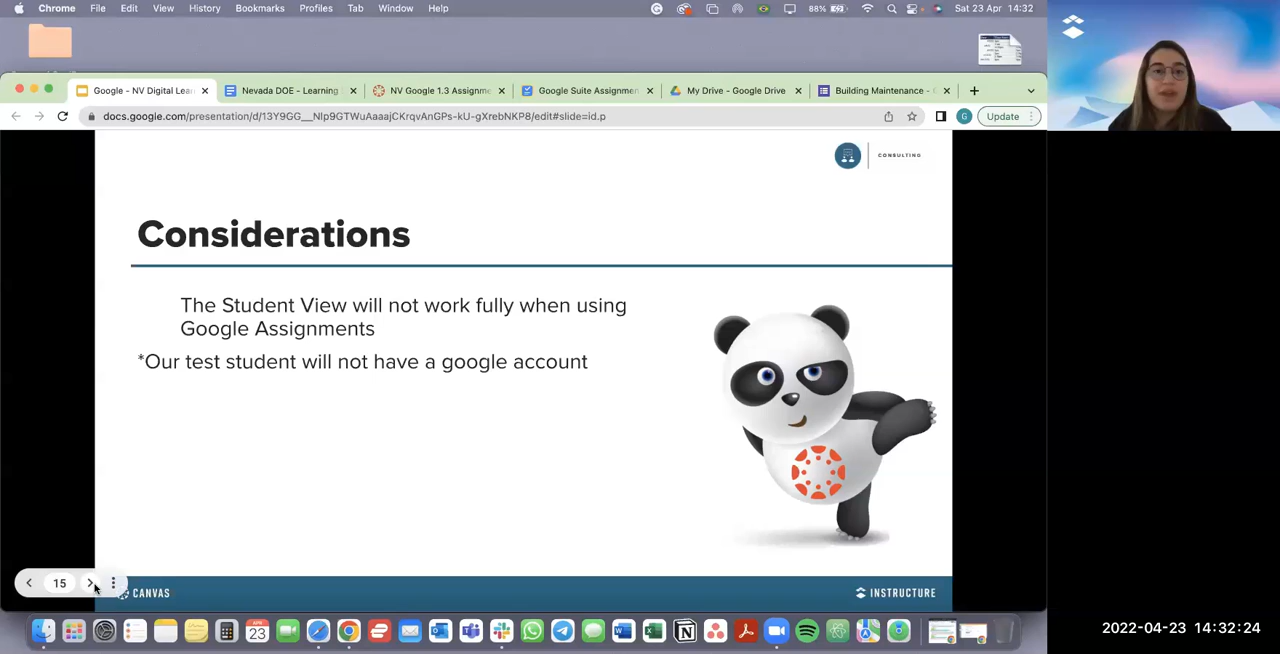 Chrome File Edit View History Bookmarks Profiles Tab Window Help 88% Sat 23 Apr 14:32
Google - NV Digital Lear Nevada DOE - Learning NV Google 1.3 Assignme Google Suite Assignmen My Drive - Google Drive Building Maintenance -
docs.google.com/presentation/d/13Y9GG__Nlp9GTWuAaaajCKrqvAnGPs-kU-gXrebNKP8/edit#slide=id.p G Update
CONSULTING
Considerations
The Student View will not work fully when using
Google Assignments
*Our test student will not have a google account
15
CANVAS INSTRUCTURE
APR
23
2022-04-23 14:32:24